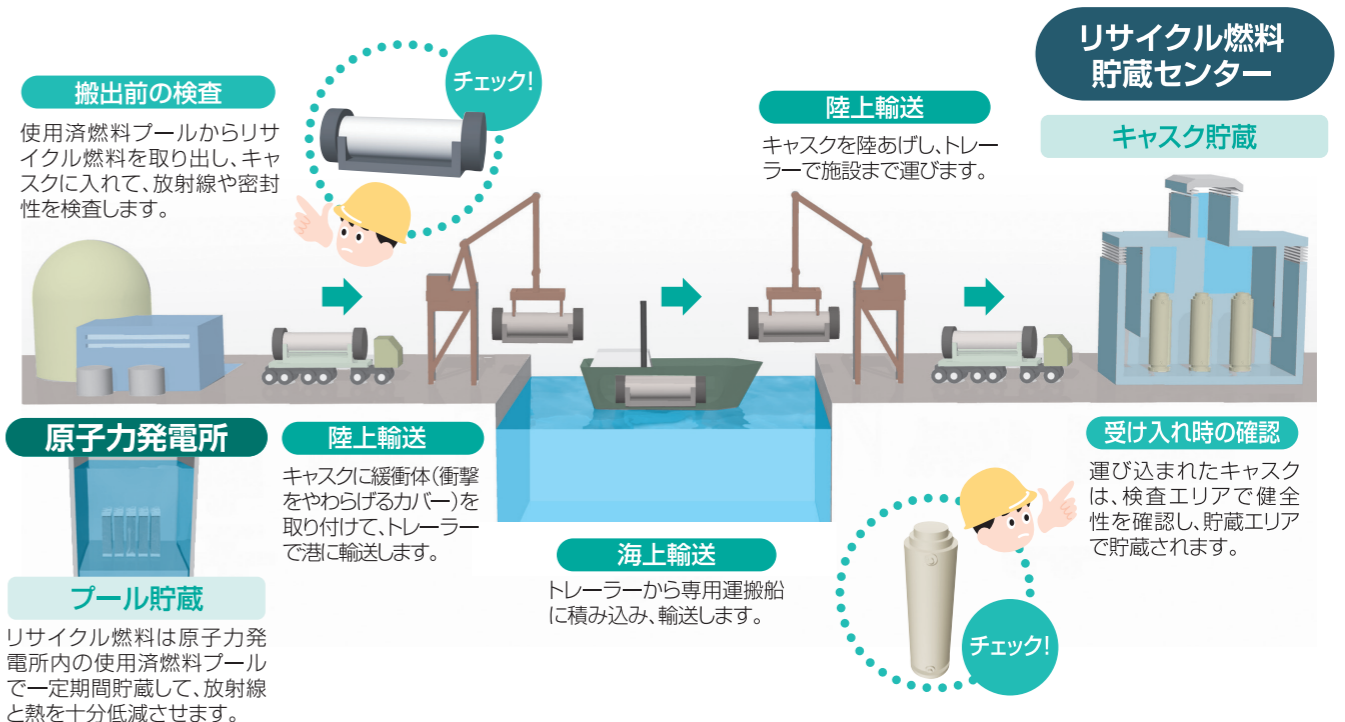 搬出前の検査
使用済燃料プールからリサ
イクル燃料を取り出し、キャ
スクに入れて、放射線や密封
性を検査します。
チェック!
原子力発電所
プール貯蔵
リサイクル燃料は原子力発
電所内の使用済燃料プール
で一定期間貯蔵して、放射線
と熱を十分低減させます。
陸上輸送
キャスクに緩衝体(衝撃
をやわらげるカバー)を
取り付けて、トレーラー
で港に輸送します。
海上輸送
トレーラーから専用運搬船
に積み込み、輸送します。
陸上輸送
キャスクを陸あげし、トレー
ラーで施設まで運びます。
リサイクル燃料
貯蔵センター
キャスク貯蔵
受け入れ時の確認
運び込まれたキャスク
は、検査エリアで健全
性を確認し、貯蔵エリア
で貯蔵されます。
チェック!